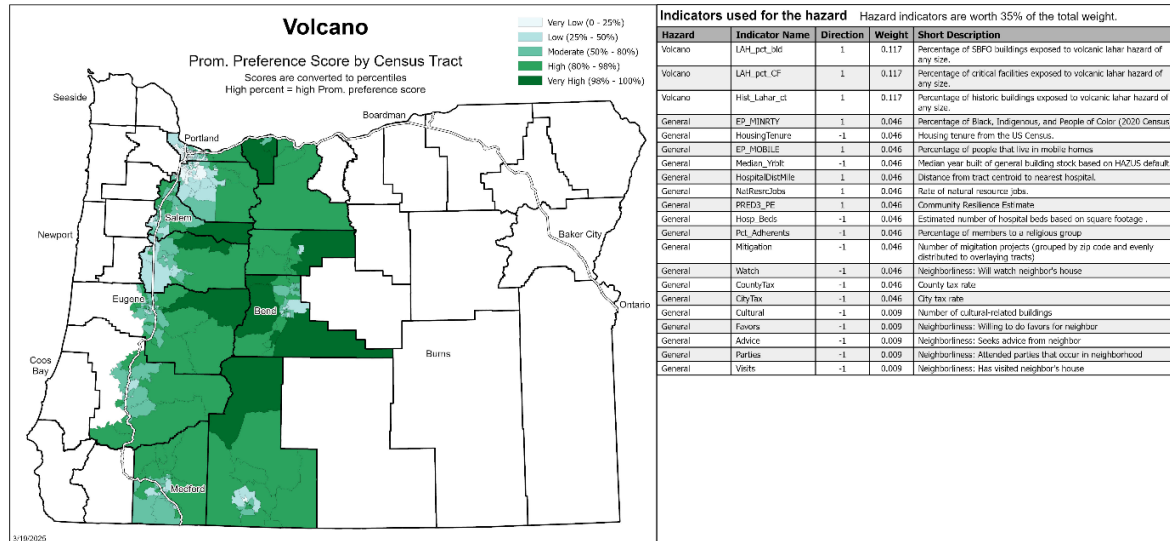 Volcano
Prom. Preference Score by Census Tract
Scores are converted to percentiles
High percent = high Prom. preference score
Very Low (0 - 25%)
Low (25% - 50%)
Moderate (50% - 80%)
High (80% - 98%)
Very High (98% - 100%)
Seaside
Portland
Boardman
Salem
Newport
Baker City
Eugene
Bend
Ontario
Coos
Bay
Burns
Medford
3/19/2025
Indicators used for the hazard Hazard indicators are worth 35% of the total weight.
Hazard Indicator Name Direction Weight Short Description
Volcano LAH_pct_bld 1 0.117 Percentage of SBFO buildings exposed to volcanic lahar hazard of
any size.
Volcano LAH_pct_CF 1 0.117 Percentage of critical facilities exposed to volcanic lahar hazard of
any size.
Volcano Hist_Lahar_ct 1 0.117 Percentage of historic buildings exposed to volcanic lahar hazard of
any size.
General EP_MINRTY 1 0.046 Percentage of Black, Indigenous, and People of Color (2020 Census
General HousingTenure -1 0.046 Housing tenure from the US Census.
General EP_MOBILE 1 0.046 Percentage of people that live in mobile homes
General Median_Yrblt -1 0.046 Median year built of general building stock based on HAZUS default
General HospitalDistMile 1 0.046 Distance from tract centroid to nearest hospital.
General NatResrcJobs 1 0.046 Rate of natural resource jobs.
General PRED3_PE 1 0.046 Community Resilience Estimate
General Hosp_Beds -1 0.046 Estimated number of hospital beds based on square footage .
General Pct_Adherents -1 0.046 Percentage of members to a religious group
General Mitigation -1 0.046 Number of migitation projects (grouped by zip code and evenly
distributed to overlaying tracts)
General Watch -1 0.046 Neighborliness: Will watch neighbor's house
General CountyTax -1 0.046 County tax rate
General CityTax -1 0.046 City tax rate
General Cultural -1 0.009 Number of cultural-related buildings
General Favors -1 0.009 Neighborliness: Willing to do favors for neighbor
General Advice -1 0.009 Neighborliness: Seeks advice from neighbor
General Parties -1 0.009 Neighborliness: Attended parties that occur in neighborhood
General Visits -1 0.009 Neighborliness: Has visited neighbor's house